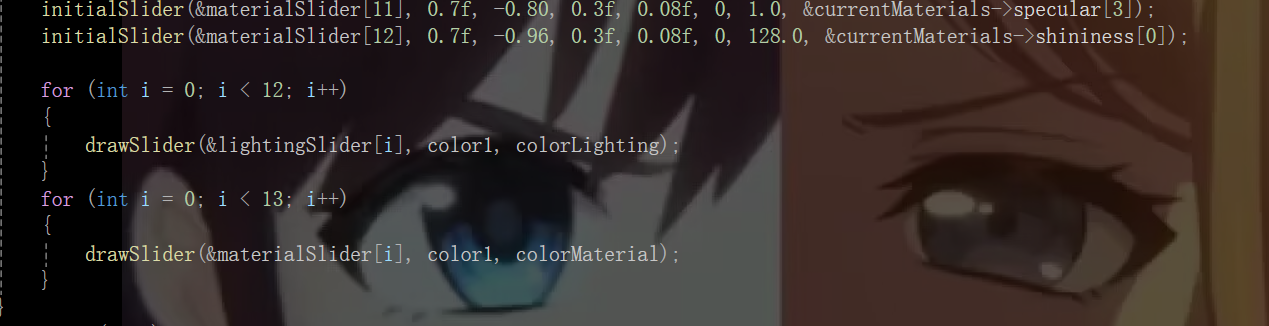 initialSlider(&materialSlider[11], 0.7f, -0.80, 0.3f, 0.08f, 0, 1.0, &currentMaterials->specular[3]);
initialSlider(&materialSlider[12], 0.7f, -0.96, 0.3f, 0.08f, 0, 128.0, &currentMaterials->shininess[0]);
for (int i = 0; i < 12; i++)
{
drawSlider(&lightingSlider[i], color1, colorLighting);
}
for (int i = 0; i < 13; i++)
{
drawSlider(&materialSlider[i], color1, colorMaterial);
}
}